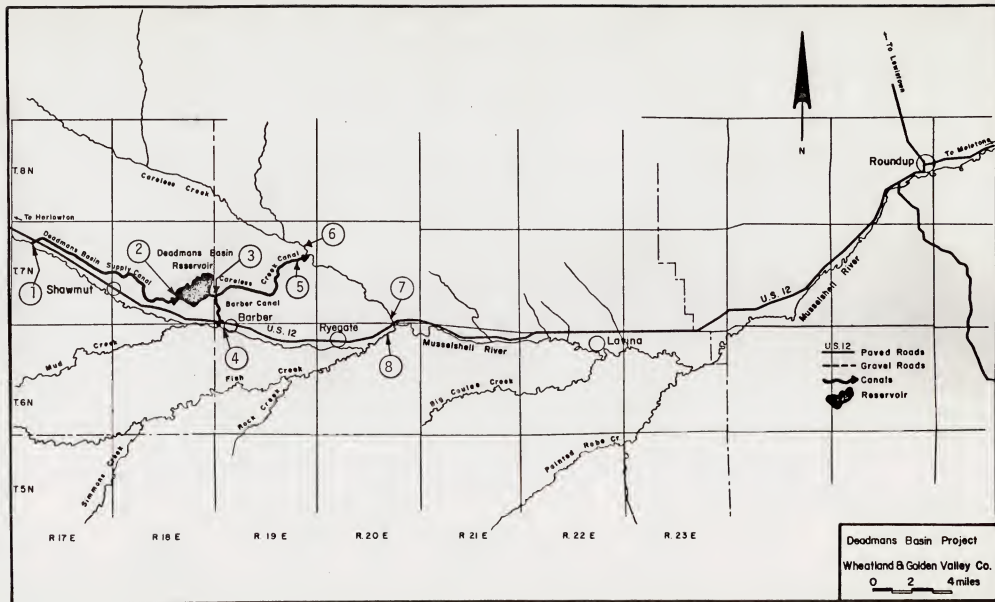 To Lewistown
N
Roundup
To Melstone
T.8N
Careless Creek
To Harlowton
6
Deadmans Basin Supply Canal
2
Deadmans Basin
Reservoir
3
Careless Creek Canal
5
T.7N
1
Shawmut
Barber Canal
7
U.S. 12
Musselshell River
Barber
U.S. 12
Ryegate
Musselshell River
Lavina
4
8
Mud Creek
Fish Creek
Rock Creek
Big Coulee Creek
T.6N
Simmons Creek
Painted Robe Cr.
T.5N
R.17 E
R.18 E
R.19 E
R.20 E
R.21 E
R.22 E
R.23 E
U.S.12
Paved Roads
Gravel Roads
Canals
Reservoir
Deadmans Basin Project
Wheatland & Golden Valley Co.
0 2 4 miles